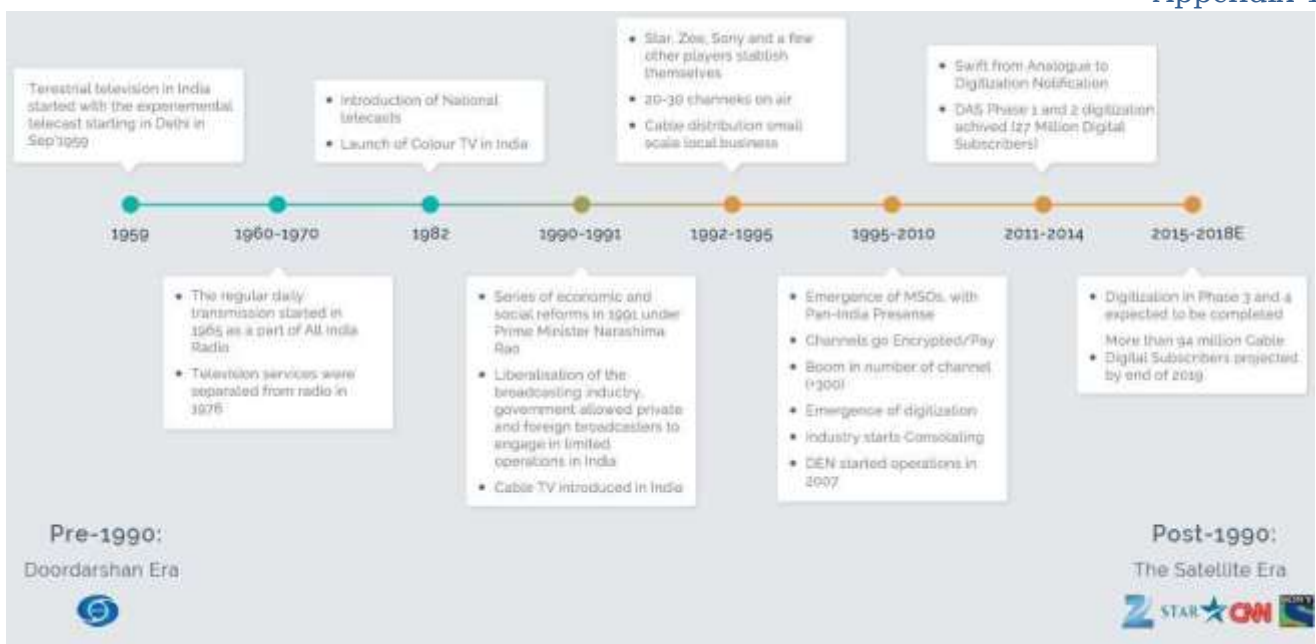 Appendix 1
Terestrial television in India
started with the experiemental
telecast starting in Delhi in
Sep'1959
• Introduction of National
telecasts
• Launch of Colour TV in India
• Star, Zee, Sony and a few
other players stablish
themselves
• 20-30 channeks on air
• Cable distribution small
scale local business
• Swift from Analogue to
Digitization Notification
• DAS Phase 1 and 2 digitization
achived (27 Million Digital
Subscribers)
1959
1960-1970
1982
1990-1991
1992-1995
1995-2010
2011-2014
2015-2018E
• The regular daily
transmission started in
1965 as a part of All India
Radio
• Television services were
separated from radio in
1976
• Series of economic and
social reforms in 1991 under
Prime Minister Narashima
Rao
• Liberalisation of the
broadcasting inductry,
government allowed private
and foreign broadcasters to
engage in limited
operations in India
• Cable TV introduced in India
• Emergence of MSOs, with
Pan-India Presense
• Channels go Encrypted/Pay
• Boom in number of channel
(>300)
• Emergence of digitization
• Industry starts Consolating
• DEN started operations in
2007
• Digitization in Phase 3 and 4
expected to be completed
More than 94 million Cable
• Digital Subscribers projected
by end of 2019
Pre-1990:
Doordarshan Era
Post-1990:
The Satellite Era
Z STAR CNN SONY